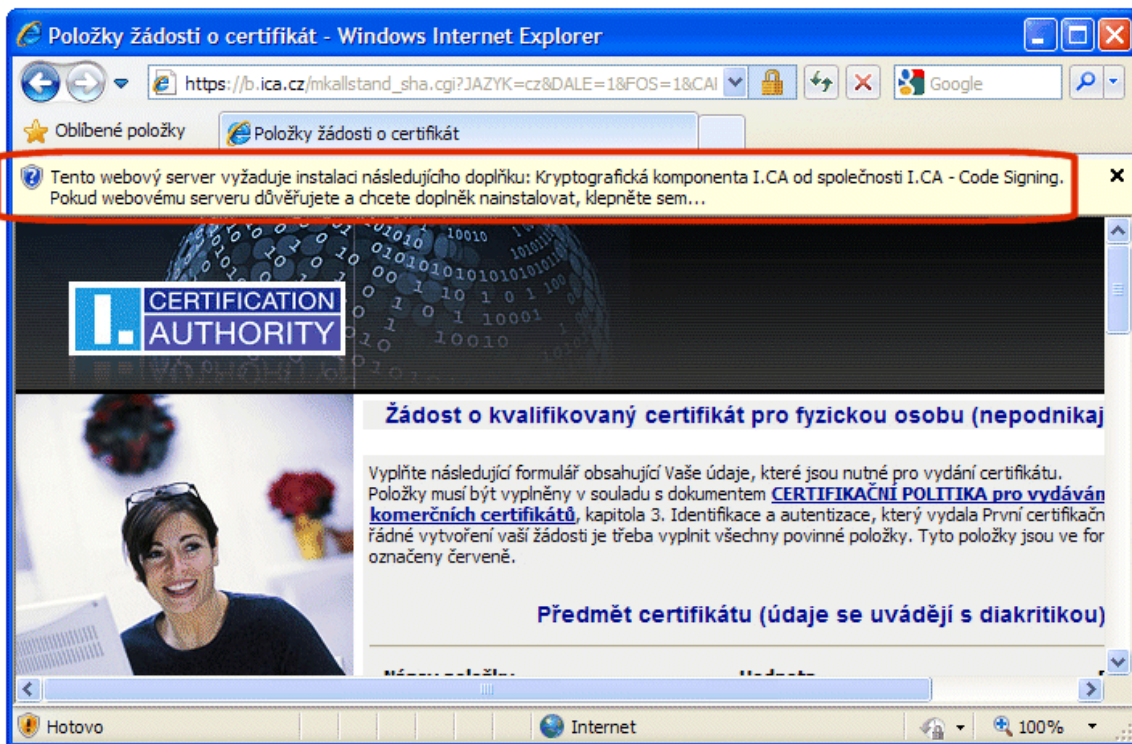 Položky žádosti o certifikát - Windows Internet Explorer
https://b.ica.cz/mkallstand_sha.cgi?JAZYK=cz&DALE=1&FOS=1&CAI
Google
Oblíbené položky
Položky žádosti o certifikát
Tento webový server vyžaduje instalaci následujícího doplňku: Kryptografická komponenta I.CA od společnosti I.CA - Code Signing.
Pokud webovému serveru důvěřujete a chcete doplněk nainstalovat, klepněte sem...
I. CERTIFICATION
AUTHORITY
Žádost o kvalifikovaný certifikát pro fyzickou osobu (nepodnikaj
Vyplňte následující formulář obsahující Vaše údaje, které jsou nutné pro vydání certifikátu.
Položky musí být vyplněny v souladu s dokumentem CERTIFIKAČNÍ POLITIKA pro vydáván
komerčních certifikátů, kapitola 3. Identifikace a autentizace, který vydala První certifikačn
řádné vytvoření vaší žádosti je třeba vyplnit všechny povinné položky. Tyto položky jsou ve for
označeny červeně.
Předmět certifikátu (údaje se uvádějí s diakritikou)
Název položky Hodnota
Hotovo
Internet
100%